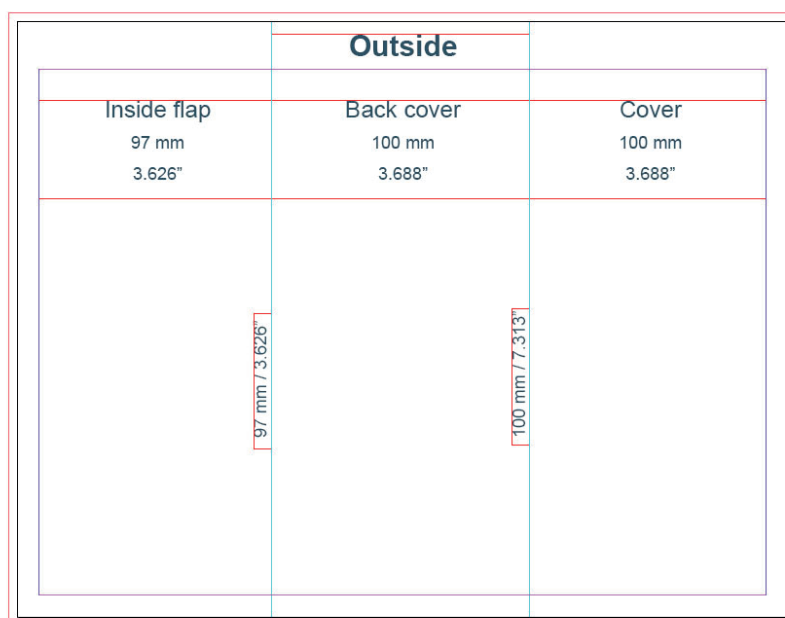 Outside
Inside flap
97 mm
3.626”
Back cover
100 mm
3.688”
Cover
100 mm
3.688”
97 mm / 3.626”
100 mm / 7.313”